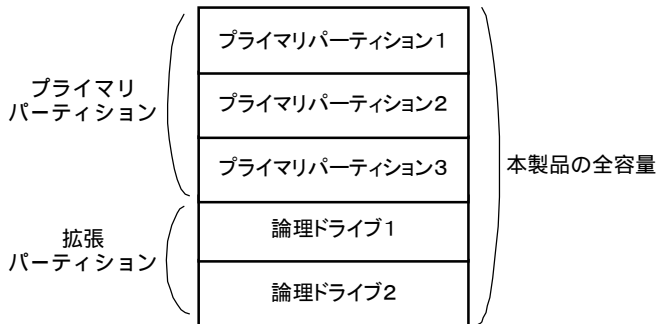 プライマリ
パーティション
プライマリパーティション1
プライマリパーティション2
プライマリパーティション3
本製品の全容量
拡張
パーティション
論理ドライブ1
論理ドライブ2